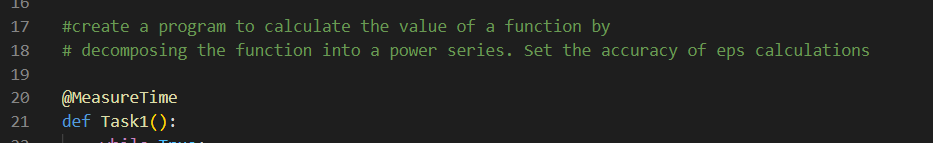 16
17 #create a program to calculate the value of a function by
18 # decomposing the function into a power series. Set the accuracy of eps calculations
19
20 @MeasureTime
21 def Task1():
22 while True: